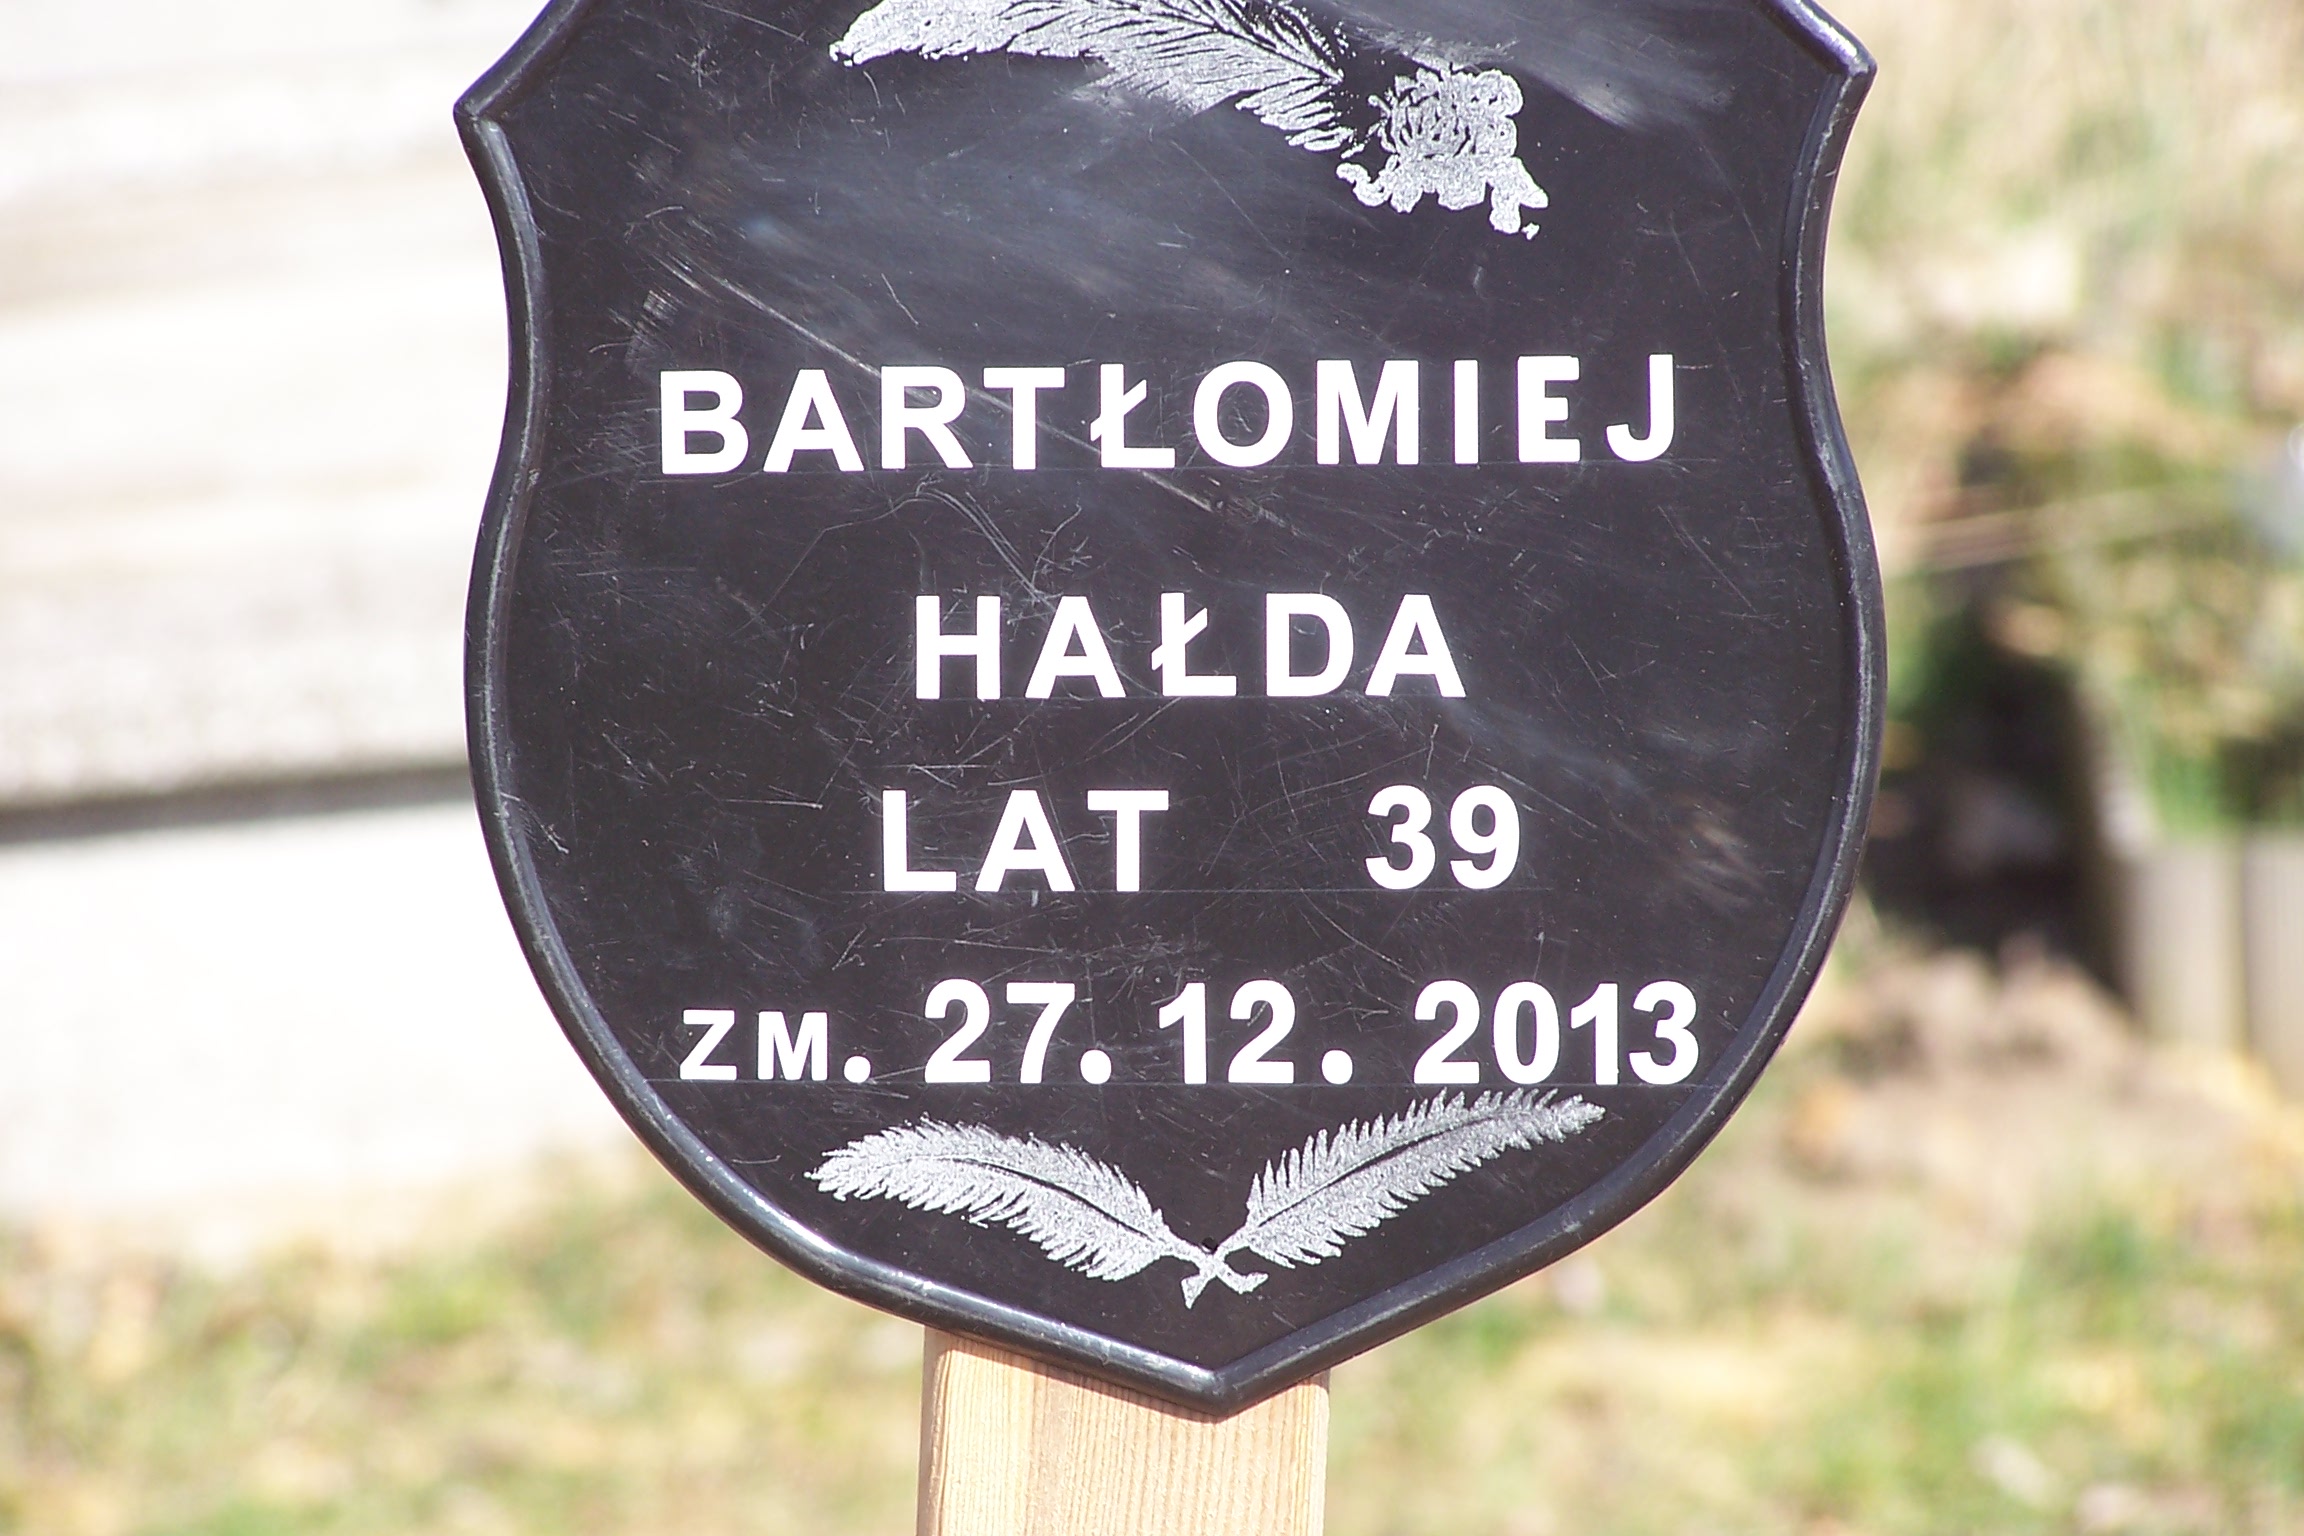 BARTŁOMIEJ
HAŁDA
LAT 39
ZM. 27. 12. 2013